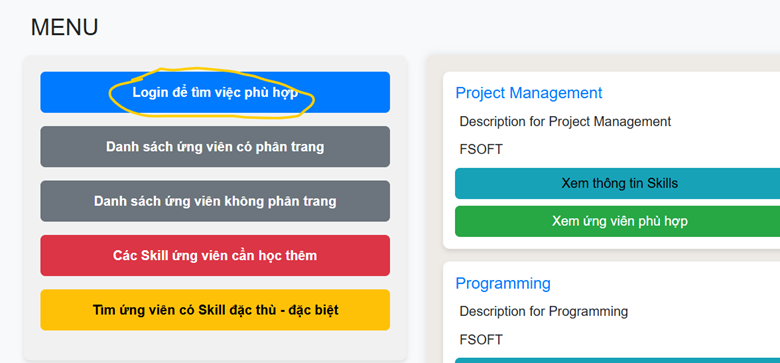 MENU
Login để tìm việc phù hợp
Danh sách ứng viên có phân trang
Danh sách ứng viên không phân trang
Các Skill ứng viên cần học thêm
Tìm ứng viên có Skill đặc thù - đặc biệt
Project Management
Description for Project Management
FSOFT
Xem thông tin Skills
Xem ứng viên phù hợp
Programming
Description for Programming
FSOFT